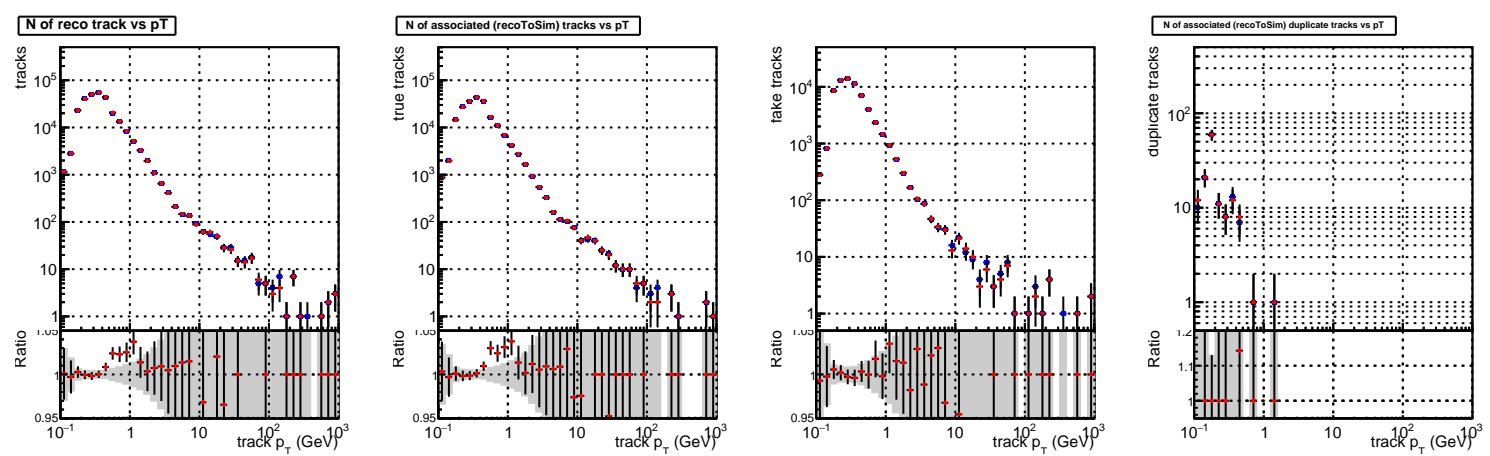 N of reco track vs pT
tracks
10^5
10^4
10^3
10^2
10
1
Ratio
1.05
1
0.95
10^-1 1 10 10^2 10^3
track p_T (GeV)
N of associated (recoToSim) tracks vs pT
true tracks
10^5
10^4
10^3
10^2
10
1
Ratio
1.05
1
0.95
10^-1 1 10 10^2 10^3
track p_T (GeV)
fake tracks
10^4
10^3
10^2
10
1
Ratio
1.05
1
0.95
10^-1 1 10 10^2 10^3
track p_T (GeV)
N of associated (recoToSim) duplicate tracks vs pT
duplicate tracks
10^2
10
1
Ratio
1.2
1.1
1
10^-1 1 10 10^2 10^3
track p_T (GeV)